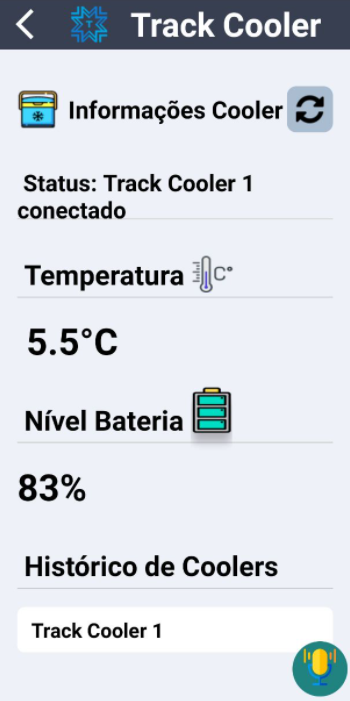 Track Cooler
Informações Cooler
Status: Track Cooler 1
conectado
Temperatura C°
5.5°C
Nível Bateria
83%
Histórico de Coolers
Track Cooler 1